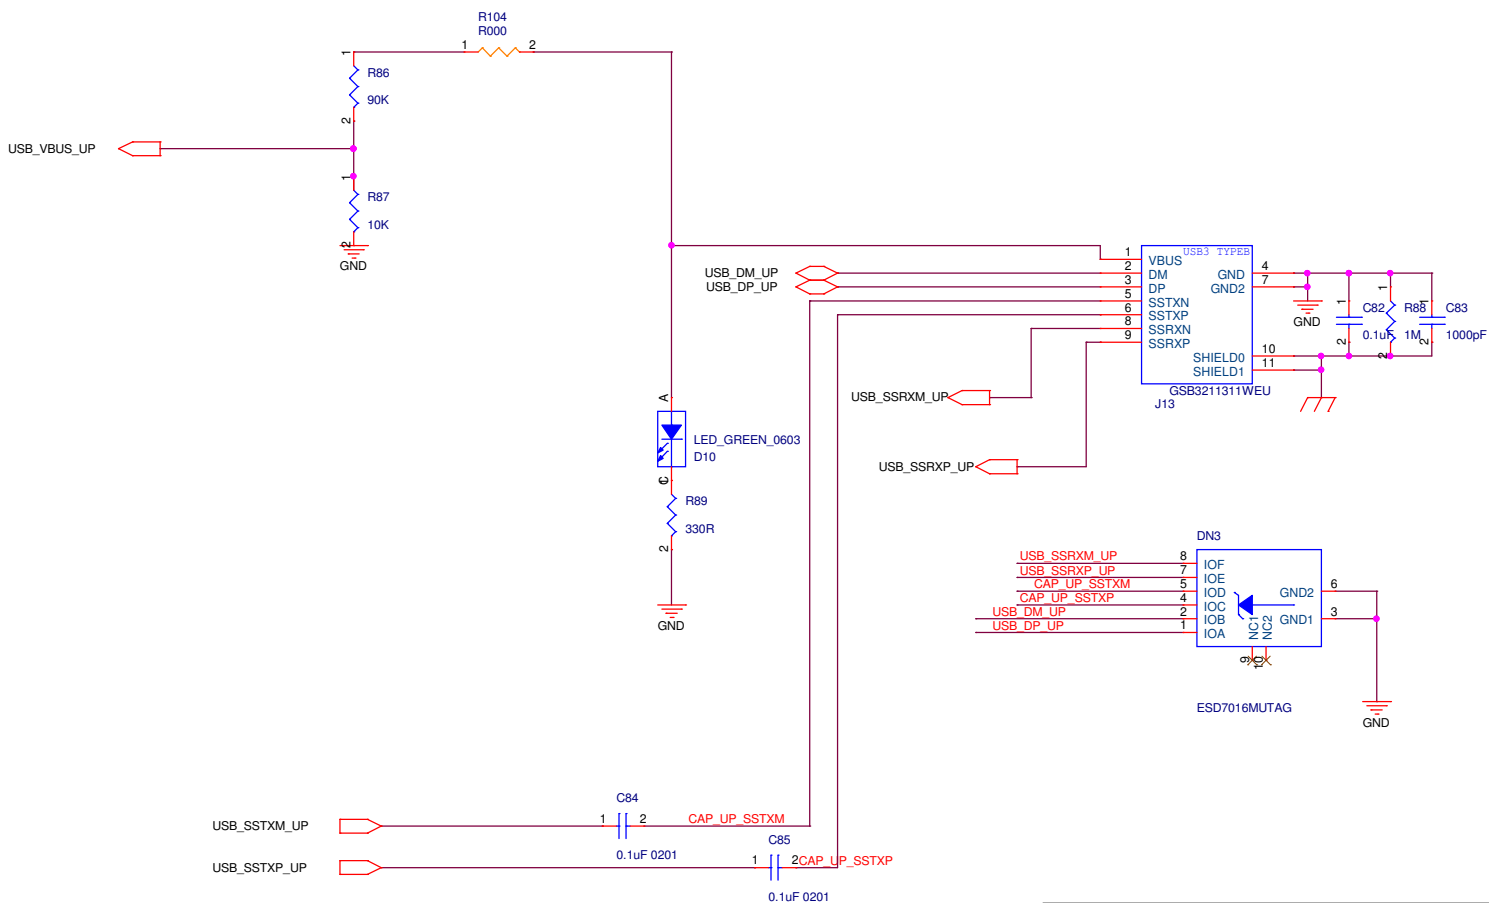 R104
R000
1 2
1
R86
90K
2
USB_VBUS_UP
1
R87
10K
2
GND
USB3 TYPEB
1 VBUS
USB_DM_UP 2 DM
USB_DP_UP 3 DP
5 SSTXN
6 SSTXP
8 SSRXN
9 SSRXP
GND 4
GND2 7
SHIELD0 10
SHIELD1 11
GSB3211311WEU
J13
GND
1 C82
0.1uF
2
1 R88
1M
2
1 C83
1000pF
2
USB_SSRXM_UP
USB_SSRXP_UP
A
LED_GREEN_0603
D10
C
1
R89
330R
2
GND
DN3
USB_SSRXM_UP 8 IOF
USB_SSRXP_UP 7 IOE
CAP_UP_SSTXM 5 IOD
CAP_UP_SSTXP 4 IOC
USB_DM_UP 2 IOB
USB_DP_UP 1 IOA
GND2 6
GND1 3
NC1 9
NC2 10
ESD7016MUTAG
GND
C84
USB_SSTXM_UP 1 2 CAP_UP_SSTXM
0.1uF 0201
C85
USB_SSTXP_UP 1 2 CAP_UP_SSTXP
0.1uF 0201